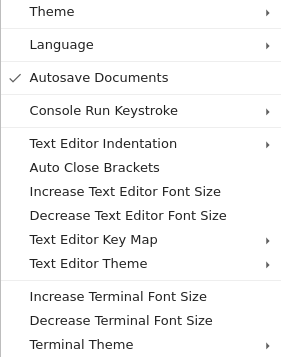 Theme
Language
Autosave Documents
Console Run Keystroke
Text Editor Indentation
Auto Close Brackets
Increase Text Editor Font Size
Decrease Text Editor Font Size
Text Editor Key Map
Text Editor Theme
Increase Terminal Font Size
Decrease Terminal Font Size
Terminal Theme